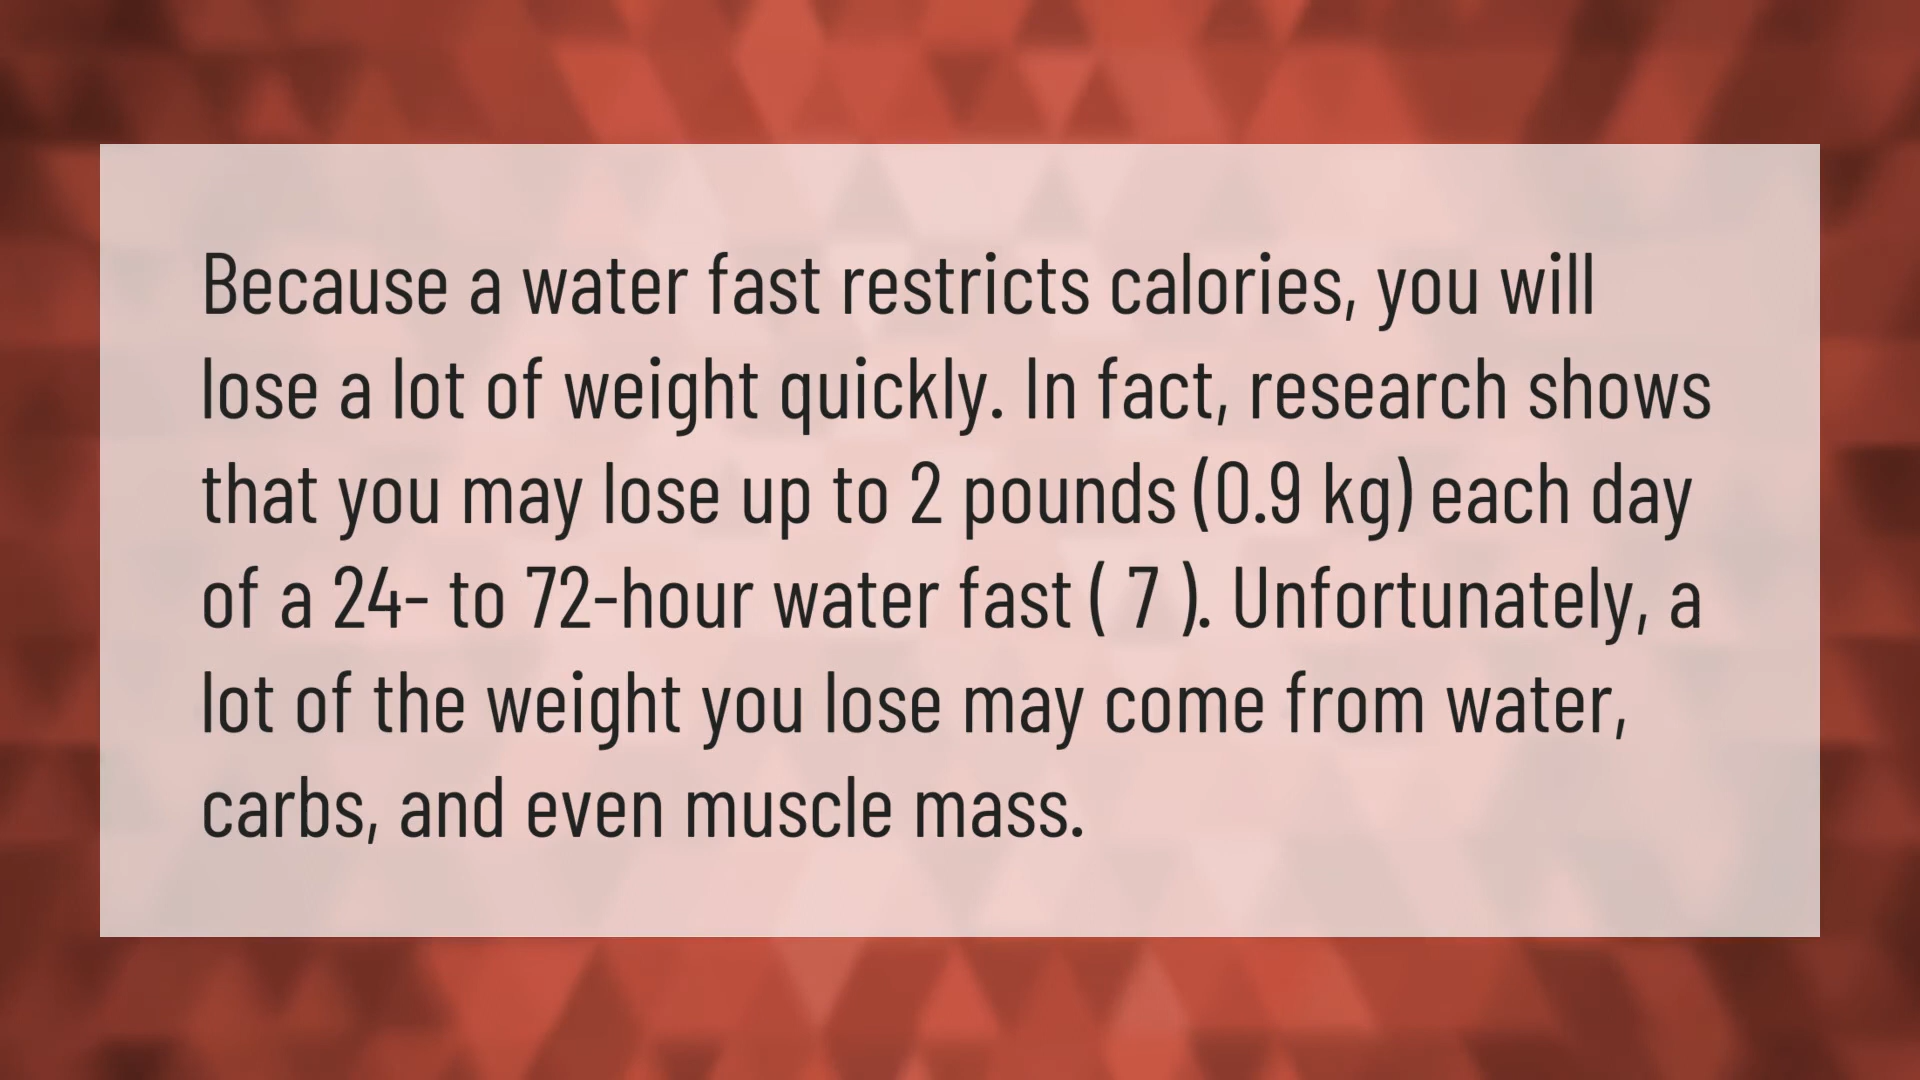 Because a water fast restricts calories, you will
lose a lot of weight quickly. In fact, research shows
that you may lose up to 2 pounds (0.9 kg) each day
of a 24- to 72-hour water fast ( 7 ). Unfortunately, a
lot of the weight you lose may come from water,
carbs, and even muscle mass.